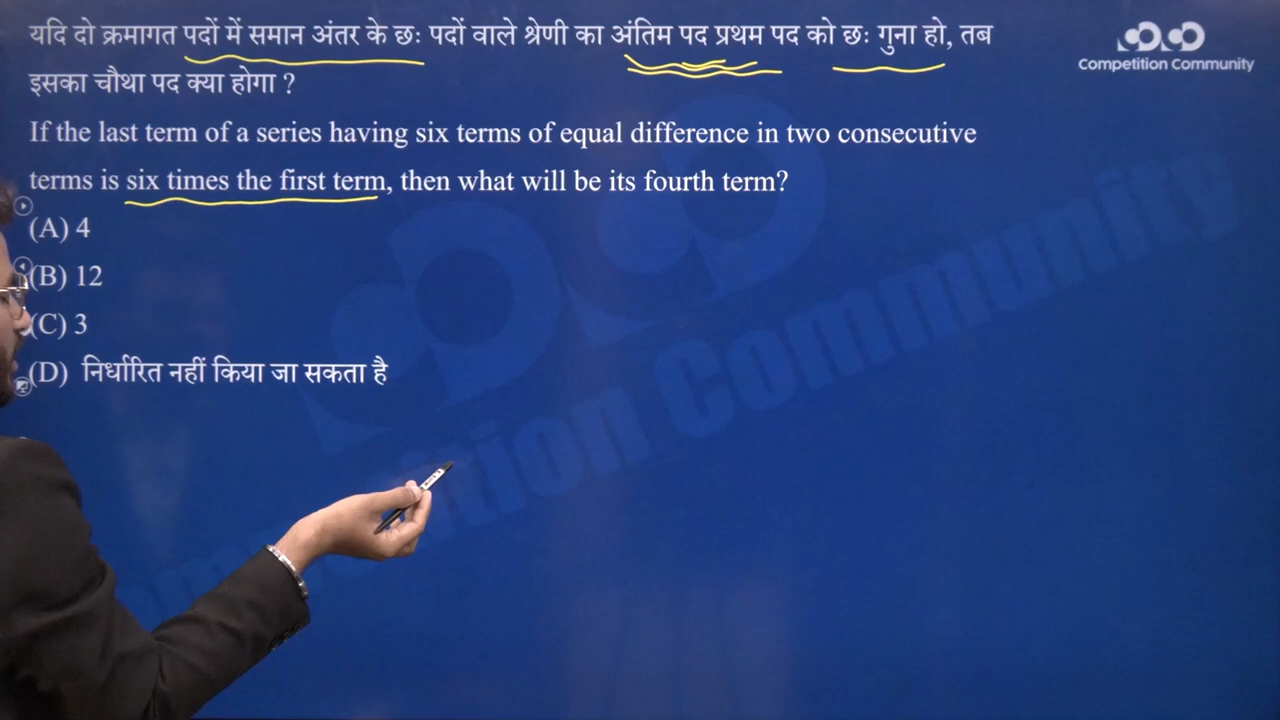 यदि दो क्रमागत पदों में समान अंतर के छः पदों वाले श्रेणी का अंतिम पद प्रथम पद को छः गुना हो, तब
इसका चौथा पद क्या होगा ?
Competition Community
If the last term of a series having six terms of equal difference in two consecutive
terms is six times the first term, then what will be its fourth term?
(A) 4
(B) 12
(C) 3
(D) निर्धारित नहीं किया जा सकता है
Competition Community